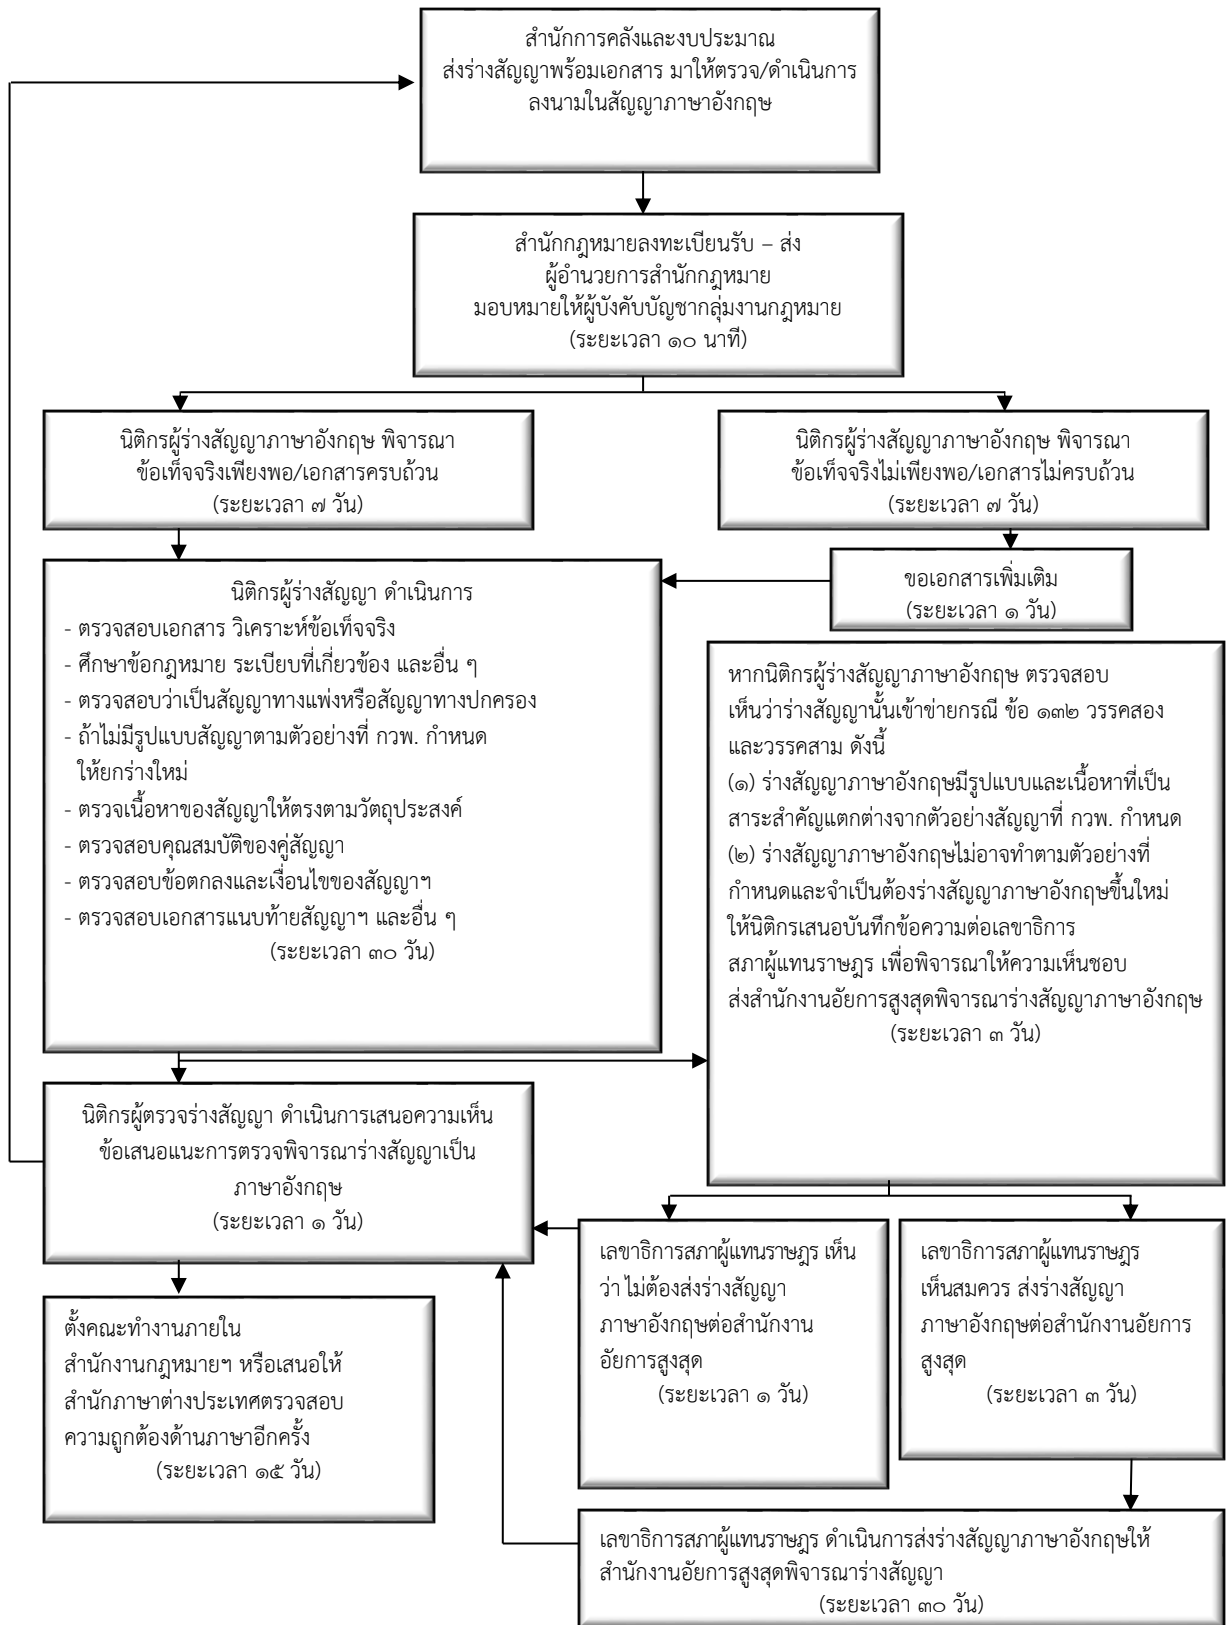 สำนักการคลังและงบประมาณ
ส่งร่างสัญญาพร้อมเอกสาร มาให้ตรวจ/ดำเนินการ
ลงนามในสัญญาภาษาอังกฤษ
สำนักกฎหมายลงทะเบียนรับ – ส่ง
ผู้อำนวยการสำนักกฎหมาย
มอบหมายให้ผู้บังคับบัญชากลุ่มงานกฎหมาย
(ระยะเวลา ๑๐ นาที)
นิติกรผู้ร่างสัญญาภาษาอังกฤษ พิจารณา
ข้อเท็จจริงเพียงพอ/เอกสารครบถ้วน
(ระยะเวลา ๗ วัน)
นิติกรผู้ร่างสัญญาภาษาอังกฤษ พิจารณา
ข้อเท็จจริงไม่เพียงพอ/เอกสารไม่ครบถ้วน
(ระยะเวลา ๗ วัน)
ขอเอกสารเพิ่มเติม
(ระยะเวลา ๑ วัน)
นิติกรผู้ร่างสัญญา ดำเนินการ
- ตรวจสอบเอกสาร วิเคราะห์ข้อเท็จจริง
- ศึกษาข้อกฎหมาย ระเบียบที่เกี่ยวข้อง และอื่น ๆ
- ตรวจสอบว่าเป็นสัญญาทางแพ่งหรือสัญญาทางปกครอง
- ถ้าไม่มีรูปแบบสัญญาตามตัวอย่างที่ กวพ. กำหนด
ให้ยกร่างใหม่
- ตรวจเนื้อหาของสัญญาให้ตรงตามวัตถุประสงค์
- ตรวจสอบคุณสมบัติของคู่สัญญา
- ตรวจสอบข้อตกลงและเงื่อนไขของสัญญาฯ
- ตรวจสอบเอกสารแนบท้ายสัญญาฯ และอื่น ๆ
(ระยะเวลา ๓๐ วัน)
หากนิติกรผู้ร่างสัญญาภาษาอังกฤษ ตรวจสอบ
เห็นว่าร่างสัญญานั้นเข้าข่ายกรณี ข้อ ๑๓๒ วรรคสอง
และวรรคสาม ดังนี้
(๑) ร่างสัญญาภาษาอังกฤษมีรูปแบบและเนื้อหาที่เป็น
สาระสำคัญแตกต่างจากตัวอย่างสัญญาที่ กวพ. กำหนด
(๒) ร่างสัญญาภาษาอังกฤษไม่อาจทำตามตัวอย่างที่
กำหนดและจำเป็นต้องร่างสัญญาภาษาอังกฤษขึ้นใหม่
ให้นิติกรเสนอบันทึกข้อความต่อเลขาธิการ
สภาผู้แทนราษฎร เพื่อพิจารณาให้ความเห็นชอบ
ส่งสำนักงานอัยการสูงสุดพิจารณาร่างสัญญาภาษาอังกฤษ
(ระยะเวลา ๓ วัน)
นิติกรผู้ตรวจร่างสัญญา ดำเนินการเสนอความเห็น
ข้อเสนอแนะการตรวจพิจารณาร่างสัญญาเป็น
ภาษาอังกฤษ
(ระยะเวลา ๑ วัน)
เลขาธิการสภาผู้แทนราษฎร เห็น
ว่า ไม่ต้องส่งร่างสัญญา
ภาษาอังกฤษต่อสำนักงาน
อัยการสูงสุด
(ระยะเวลา ๑ วัน)
เลขาธิการสภาผู้แทนราษฎร
เห็นสมควร ส่งร่างสัญญา
ภาษาอังกฤษต่อสำนักงานอัยการ
สูงสุด
(ระยะเวลา ๓ วัน)
ตั้งคณะทำงานภายใน
สำนักงานกฎหมายฯ หรือเสนอให้
สำนักภาษาต่างประเทศตรวจสอบ
ความถูกต้องด้านภาษาอีกครั้ง
(ระยะเวลา ๑๕ วัน)
เลขาธิการสภาผู้แทนราษฎร ดำเนินการส่งร่างสัญญาภาษาอังกฤษให้
สำนักงานอัยการสูงสุดพิจารณาร่างสัญญา
(ระยะเวลา ๓๐ วัน)